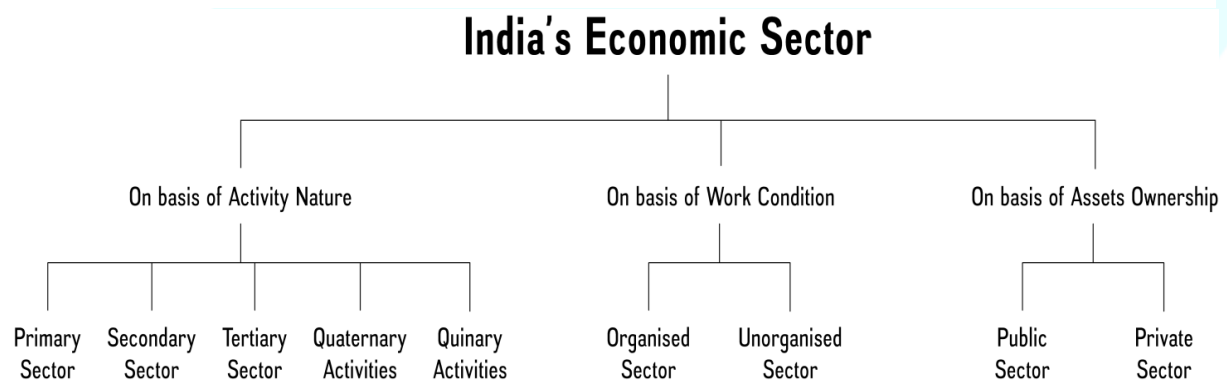 India's Economic Sector
On basis of Activity Nature
On basis of Work Condition
On basis of Assets Ownership
Primary
Sector
Secondary
Sector
Tertiary
Sector
Quaternary
Activities
Quinary
Activities
Organised
Sector
Unorganised
Sector
Public
Sector
Private
Sector